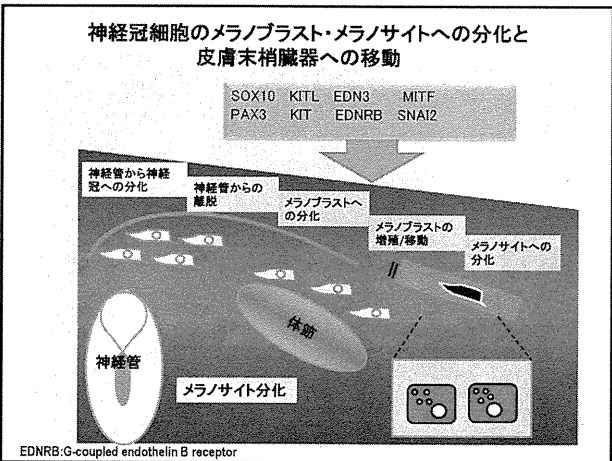 神経冠細胞のメラノブラスト・メラノサイトへの分化と
皮膚末梢臓器への移動
SOX10 KITL EDN3 MITF
PAX3 KIT EDNRB SNAI2
神経管から神経
冠への分化
神経管からの
離脱
メラノブラストへ
の分化
メラノブラストの
増殖/移動
メラノサイトへの
分化
体節
神経管
メラノサイト分化
EDNRB:G-coupled endothelin B receptor